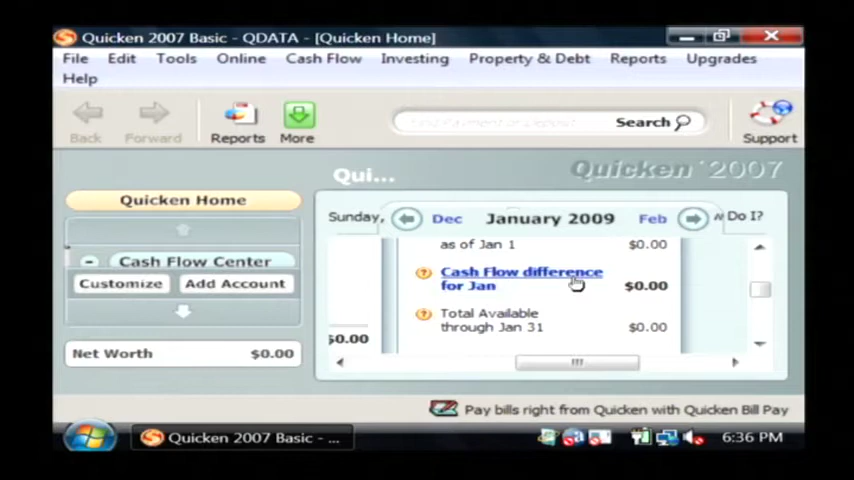 Quicken 2007 Basic - QDATA - [Quicken Home]
File Edit Tools Online Cash Flow Investing Property & Debt Reports Upgrades
Help
Back Forward Reports More Search Support
Qui...
Quicken 2007
Quicken Home
Sunday, Dec January 2009 Feb w Do I?
as of Jan 1 $0.00
Cash Flow Center
Cash Flow difference
for Jan $0.00
Customize Add Account
Total Available
through Jan 31 $0.00
$0.00
Net Worth $0.00
Pay bills right from Quicken with Quicken Bill Pay
Quicken 2007 Basic - ... 6:36 PM